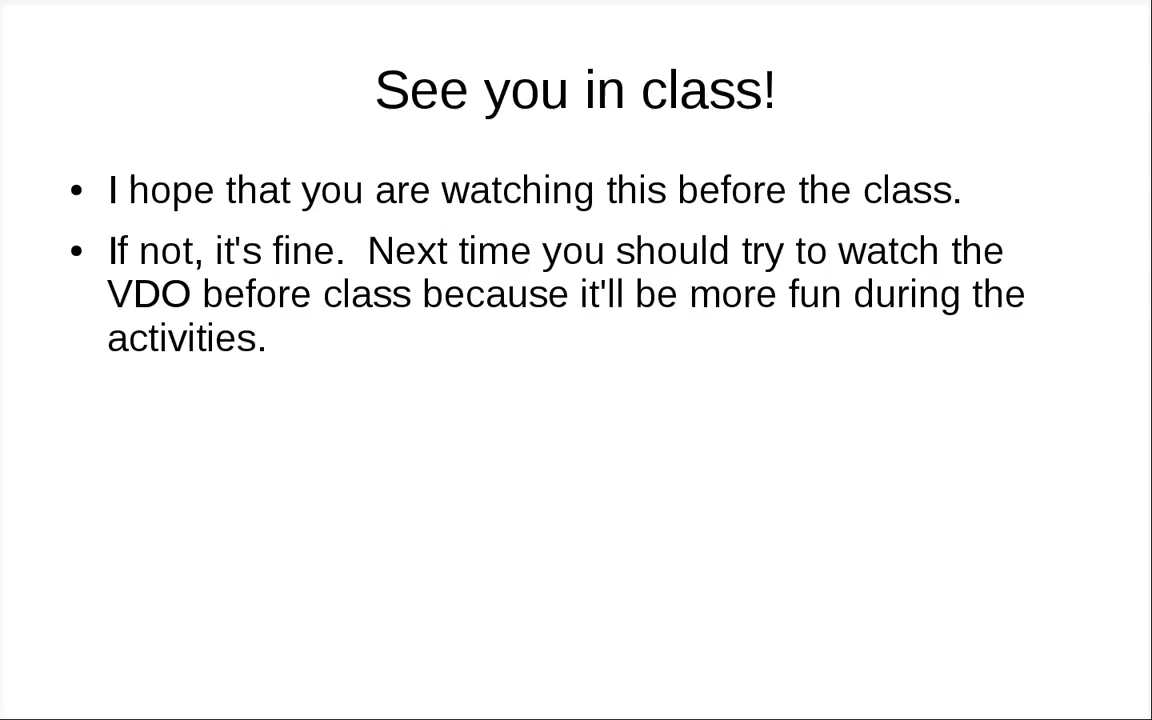 See you in class!
• I hope that you are watching this before the class.
• If not, it's fine.  Next time you should try to watch the
VDO before class because it'll be more fun during the
activities.